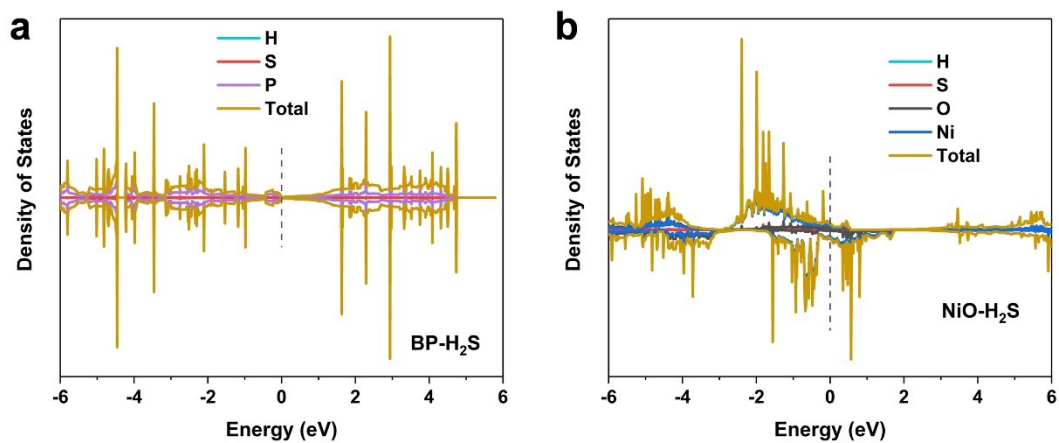 a
H
S
P
Total
Density of States
BP-H₂S
-6 -4 -2 0 2 4 6
Energy (eV)
b
H
S
O
Ni
Total
Density of States
NiO-H₂S
-6 -4 -2 0 2 4 6
Energy (eV)